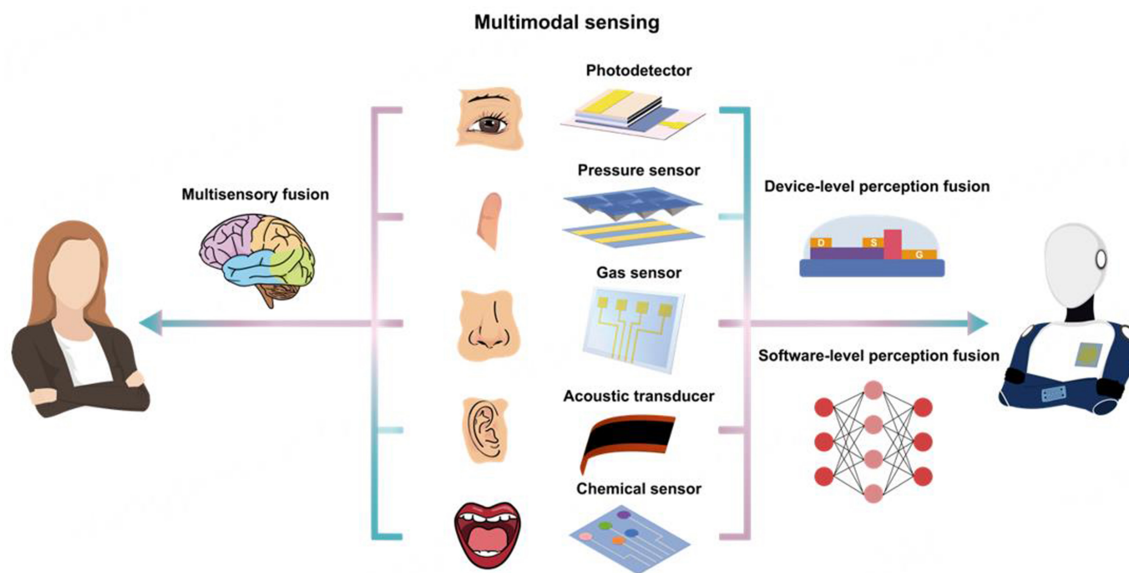 Multimodal sensing
Photodetector
Pressure sensor
Multisensory fusion
Device-level perception fusion
D
S
G
Gas sensor
Software-level perception fusion
Acoustic transducer
Chemical sensor